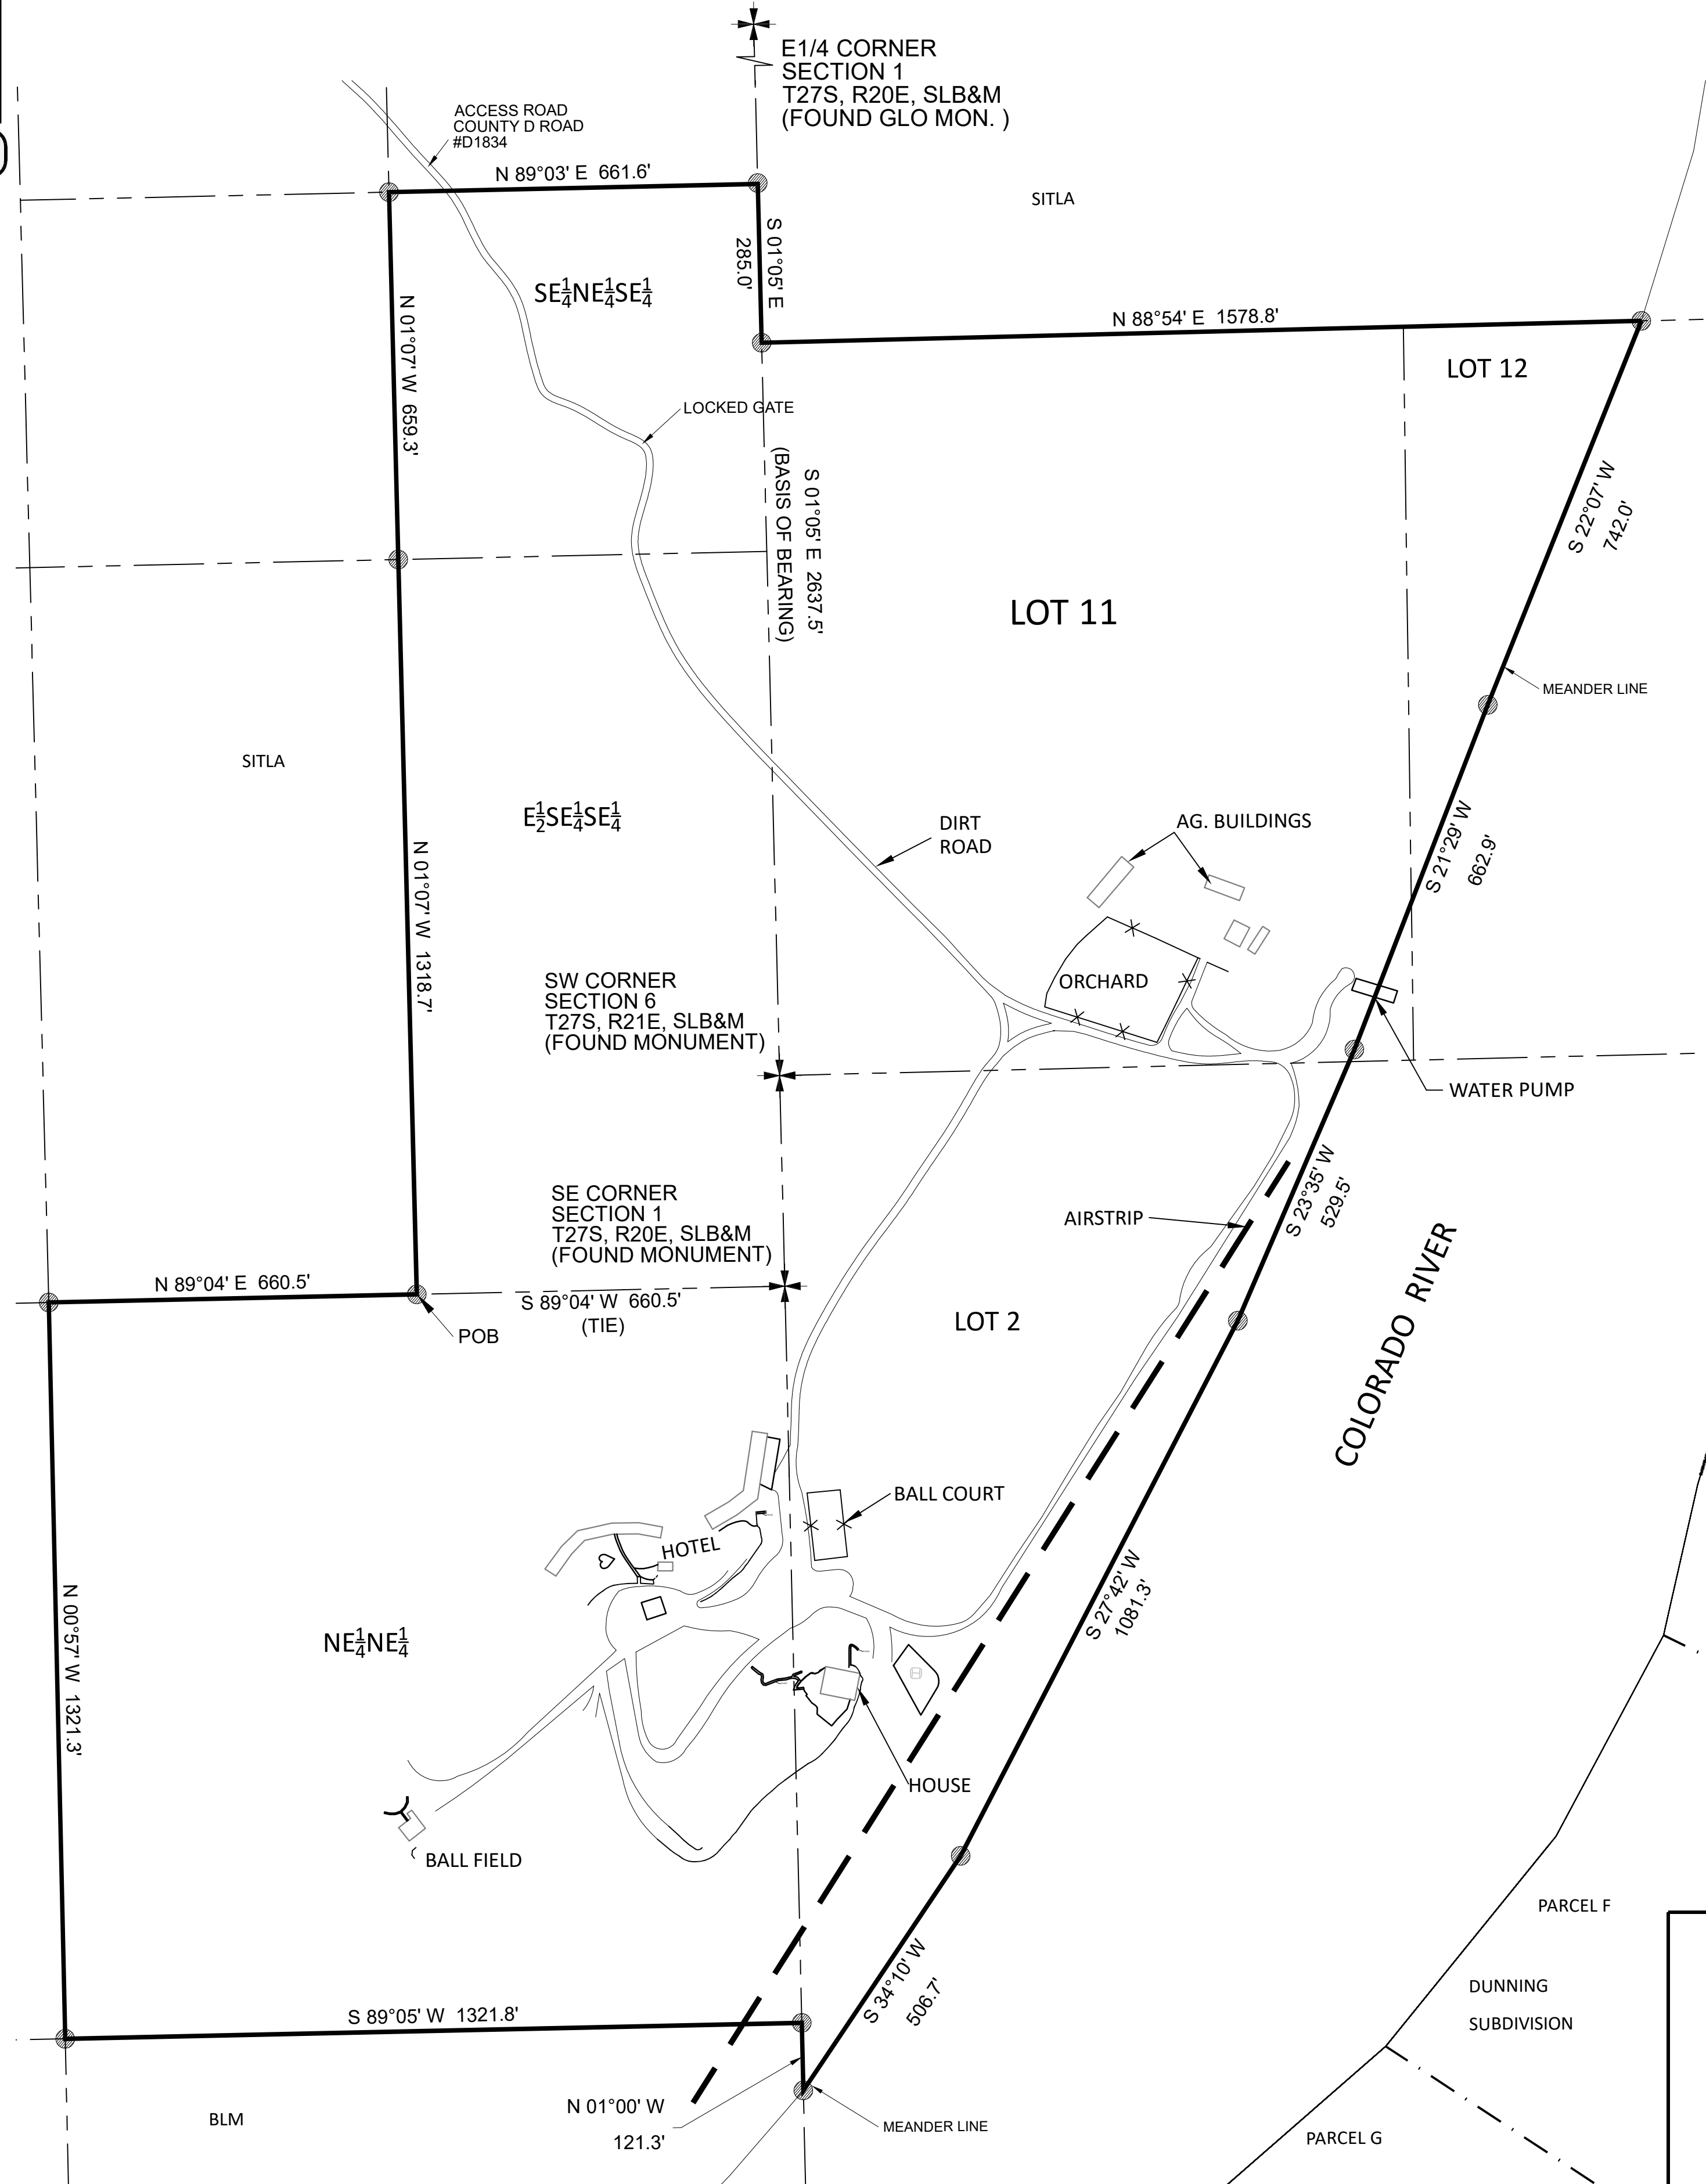 E1/4 CORNER
SECTION 1
T27S, R20E, SLB&M
(FOUND GLO MON. )
ACCESS ROAD
COUNTY D ROAD
#D1834
N 89°03' E  661.6'
SITLA
S 01°05' E
285.0'
SE1/4NE1/4SE1/4
N 01°07' W  659.3'
N 88°54' E  1578.8'
LOT 12
LOCKED GATE
S 01°05' E  2637.5'
(BASIS OF BEARING)
S 22°07' W
742.0'
LOT 11
MEANDER LINE
SITLA
E1/2SE1/4SE1/4
DIRT
ROAD
AG. BUILDINGS
S 21°29' W
662.9'
N 01°07' W  1318.7'
SW CORNER
SECTION 6
T27S, R21E, SLB&M
(FOUND MONUMENT)
ORCHARD
WATER PUMP
SE CORNER
SECTION 1
T27S, R20E, SLB&M
(FOUND MONUMENT)
AIRSTRIP
S 23°35' W
529.5'
N 89°04' E  660.5'
S 89°04' W  660.5'
(TIE)
POB
LOT 2
COLORADO RIVER
BALL COURT
HOTEL
S 27°42' W
1081.3'
N 00°57' W  1321.3'
NE1/4NE1/4
H
HOUSE
BALL FIELD
PARCEL F
S 34°10' W
506.7'
DUNNING
SUBDIVISION
S 89°05' W  1321.8'
N 01°00' W
121.3'
BLM
MEANDER LINE
PARCEL G